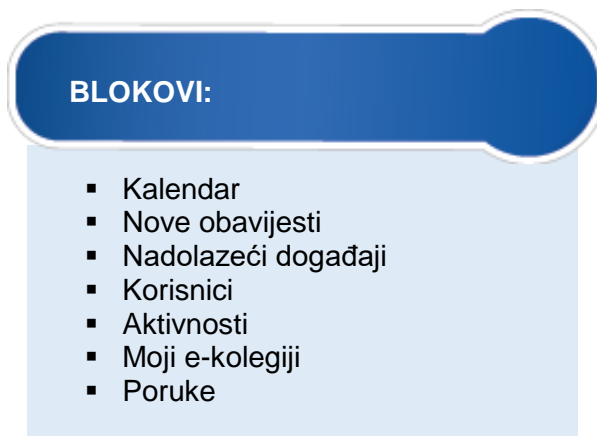 BLOKOVI:
▪ Kalendar
▪ Nove obavijesti
▪ Nadolazeći događaji
▪ Korisnici
▪ Aktivnosti
▪ Moji e-kolegiji
▪ Poruke